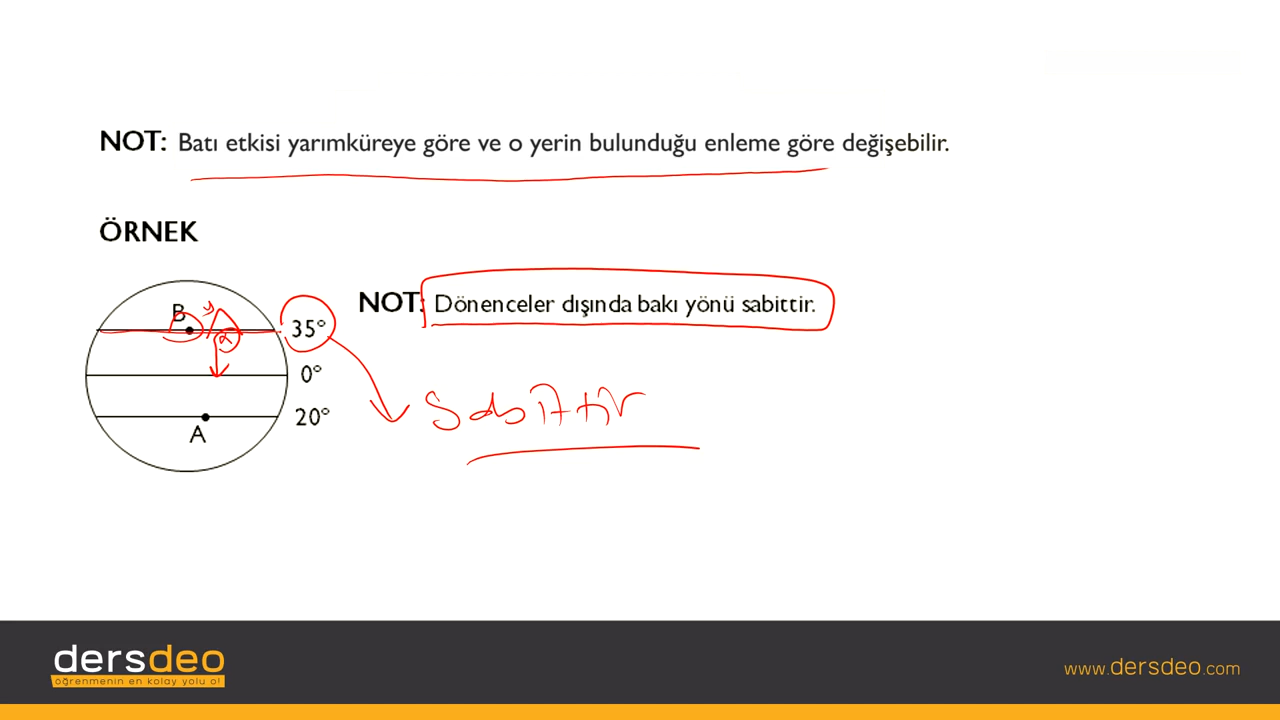 NOT: Batı etkisi yarımküreye göre ve o yerin bulunduğu enleme göre değişebilir.
ÖRNEK
NOT: Dönenceler dışında bakı yönü sabittir.
B
y
35°
0°
Sabittir
20°
A
dersdeo
öğrenmenin en kolay yolu o!
www.dersdeo.com